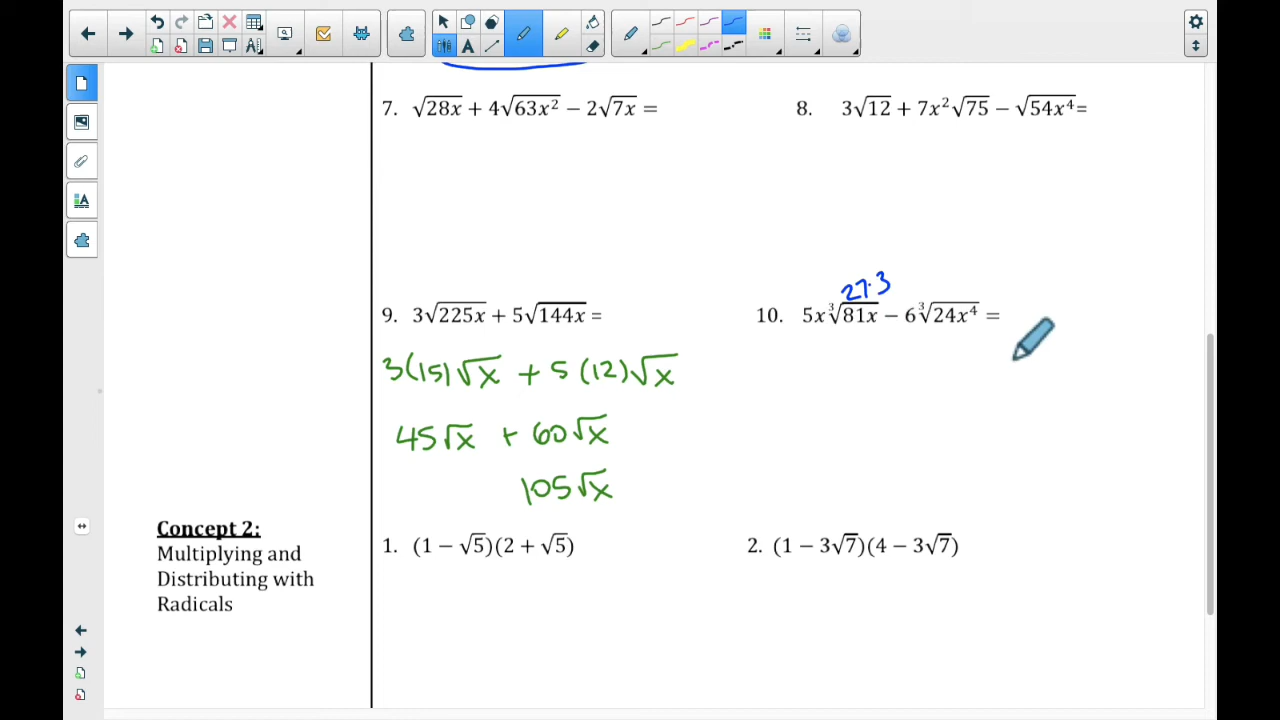 7. √28x + 4√63x² − 2√7x =
8. 3√12 + 7x²√75 − √54x⁴=
27·3
9. 3√225x + 5√144x =
10. 5x∛81x − 6∛24x⁴ =
3(15)√x + 5(12)√x
45√x + 60√x
105√x
Concept 2:
Multiplying and
Distributing with
Radicals
1. (1 − √5)(2 + √5)
2. (1 − 3√7)(4 − 3√7)